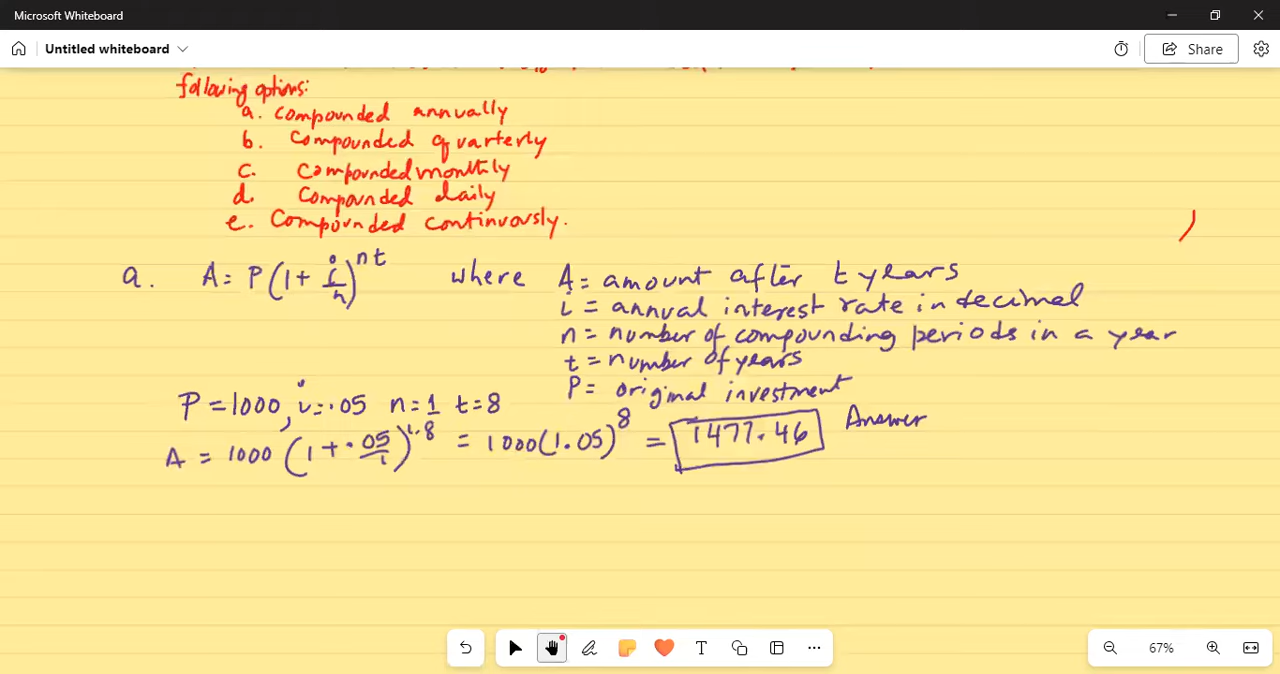 Microsoft Whiteboard
Untitled whiteboard
Share
following options:
a. compounded annually
b. Compounded quarterly
c. Compounded monthly
d. Compounded daily
e. Compounded continuously.
a. A = P(1 + i/n)^nt where A = amount after t years
i = annual interest rate in decimal
n = number of compounding periods in a year
t = number of years
P = original investment
P = 1000, i = .05 n = 1 t = 8
A = 1000 (1 + .05/1)^1.8 = 1000(1.05)^8 = 1477.46 Answer
T
67%